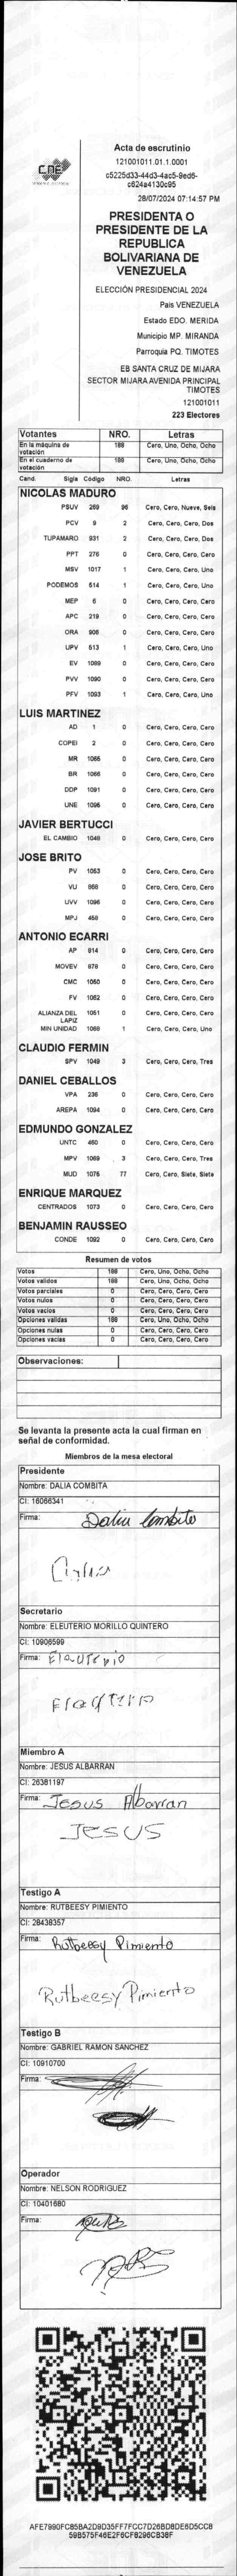 Acta de escrutinio
121001011.01.1.0001
c5225d33-44d3-4ac5-9ed6-
c624a4130c95
28/07/2024 07:14:57 PM
CNE
PRESIDENTA O
PRESIDENTE DE LA
REPUBLICA
BOLIVARIANA DE
VENEZUELA
ELECCIÓN PRESIDENCIAL 2024
Pais VENEZUELA
Estado EDO. MERIDA
Municipio MP. MIRANDA
Parroquia PQ. TIMOTES
EB SANTA CRUZ DE MIJARA
SECTOR MIJARA AVENIDA PRINCIPAL
TIMOTES
121001011
223 Electores
Votantes NRO. Letras
En la máquina de votación 188 Cero, Uno, Ocho, Ocho
En el cuaderno de votación 188 Cero, Uno, Ocho, Ocho
Cand. Sigla Código NRO. Letras
NICOLAS MADURO
PSUV 269 96 Cero, Cero, Nueve, Seis
PCV 9 2 Cero, Cero, Cero, Dos
TUPAMARO 931 2 Cero, Cero, Cero, Dos
PPT 276 0 Cero, Cero, Cero, Cero
MSV 1017 1 Cero, Cero, Cero, Uno
PODEMOS 514 1 Cero, Cero, Cero, Uno
MEP 6 0 Cero, Cero, Cero, Cero
APC 219 0 Cero, Cero, Cero, Cero
ORA 906 0 Cero, Cero, Cero, Cero
UPV 513 1 Cero, Cero, Cero, Uno
EV 1089 0 Cero, Cero, Cero, Cero
PVV 1090 0 Cero, Cero, Cero, Cero
PFV 1093 1 Cero, Cero, Cero, Uno
LUIS MARTINEZ
AD 1 0 Cero, Cero, Cero, Cero
COPEI 2 0 Cero, Cero, Cero, Cero
MR 1065 0 Cero, Cero, Cero, Cero
BR 1066 0 Cero, Cero, Cero, Cero
DDP 1091 0 Cero, Cero, Cero, Cero
UNE 1095 0 Cero, Cero, Cero, Cero
JAVIER BERTUCCI
EL CAMBIO 1048 0 Cero, Cero, Cero, Cero
JOSE BRITO
PV 1053 0 Cero, Cero, Cero, Cero
VU 868 0 Cero, Cero, Cero, Cero
UVV 1096 0 Cero, Cero, Cero, Cero
MPJ 458 0 Cero, Cero, Cero, Cero
ANTONIO ECARRI
AP 814 0 Cero, Cero, Cero, Cero
MOVEV 878 0 Cero, Cero, Cero, Cero
CMC 1050 0 Cero, Cero, Cero, Cero
FV 1062 0 Cero, Cero, Cero, Cero
ALIANZA DEL LAPIZ 1051 0 Cero, Cero, Cero, Cero
MIN UNIDAD 1088 1 Cero, Cero, Cero, Uno
CLAUDIO FERMIN
SPV 1049 3 Cero, Cero, Cero, Tres
DANIEL CEBALLOS
VPA 236 0 Cero, Cero, Cero, Cero
AREPA 1094 0 Cero, Cero, Cero, Cero
EDMUNDO GONZALEZ
UNTC 460 0 Cero, Cero, Cero, Cero
MPV 1069 3 Cero, Cero, Cero, Tres
MUD 1075 77 Cero, Cero, Siete, Siete
ENRIQUE MARQUEZ
CENTRADOS 1073 0 Cero, Cero, Cero, Cero
BENJAMIN RAUSSEO
CONDE 1092 0 Cero, Cero, Cero, Cero
Resumen de votos
Votos 188 Cero, Uno, Ocho, Ocho
Votos validos 188 Cero, Uno, Ocho, Ocho
Votos parciales 0 Cero, Cero, Cero, Cero
Votos nulos 0 Cero, Cero, Cero, Cero
Votos vacios 0 Cero, Cero, Cero, Cero
Opciones validas 188 Cero, Uno, Ocho, Ocho
Opciones nulas 0 Cero, Cero, Cero, Cero
Opciones vacias 0 Cero, Cero, Cero, Cero
Observaciones:
Se levanta la presente acta la cual firman en
señal de conformidad.
Miembros de la mesa electoral
Presidente
Nombre: DALIA COMBITA
CI: 16066341
Firma: Dalia Combita
Secretario
Nombre: ELEUTERIO MORILLO QUINTERO
CI: 10906599
Firma: Eleuterio
Eleuterio
Miembro A
Nombre: JESUS ALBARRAN
CI: 26381197
Firma: Jesus Albarran
Jesus
Testigo A
Nombre: RUTBEESY PIMIENTO
CI: 28438357
Firma: Rutbeesy Pimiento
Rutbeesy Pimiento
Testigo B
Nombre: GABRIEL RAMON SANCHEZ
CI: 10910700
Firma:
Operador
Nombre: NELSON RODRIGUEZ
CI: 10401680
Firma:
AFE7990FC85BA2D9D35FF7FCC7D26BD8DE6D5CC8
59B575F46E2F6CF8296CB36F